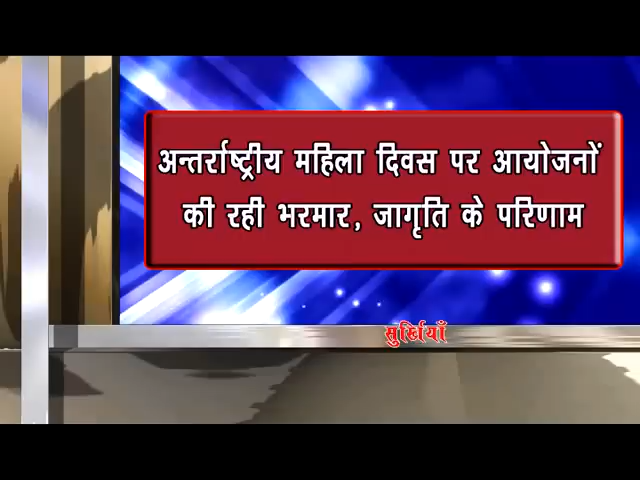 अन्तर्राष्ट्रीय महिला दिवस पर आयोजनों
की रही भरमार, जागृति के परिणाम
सुर्खियाँ